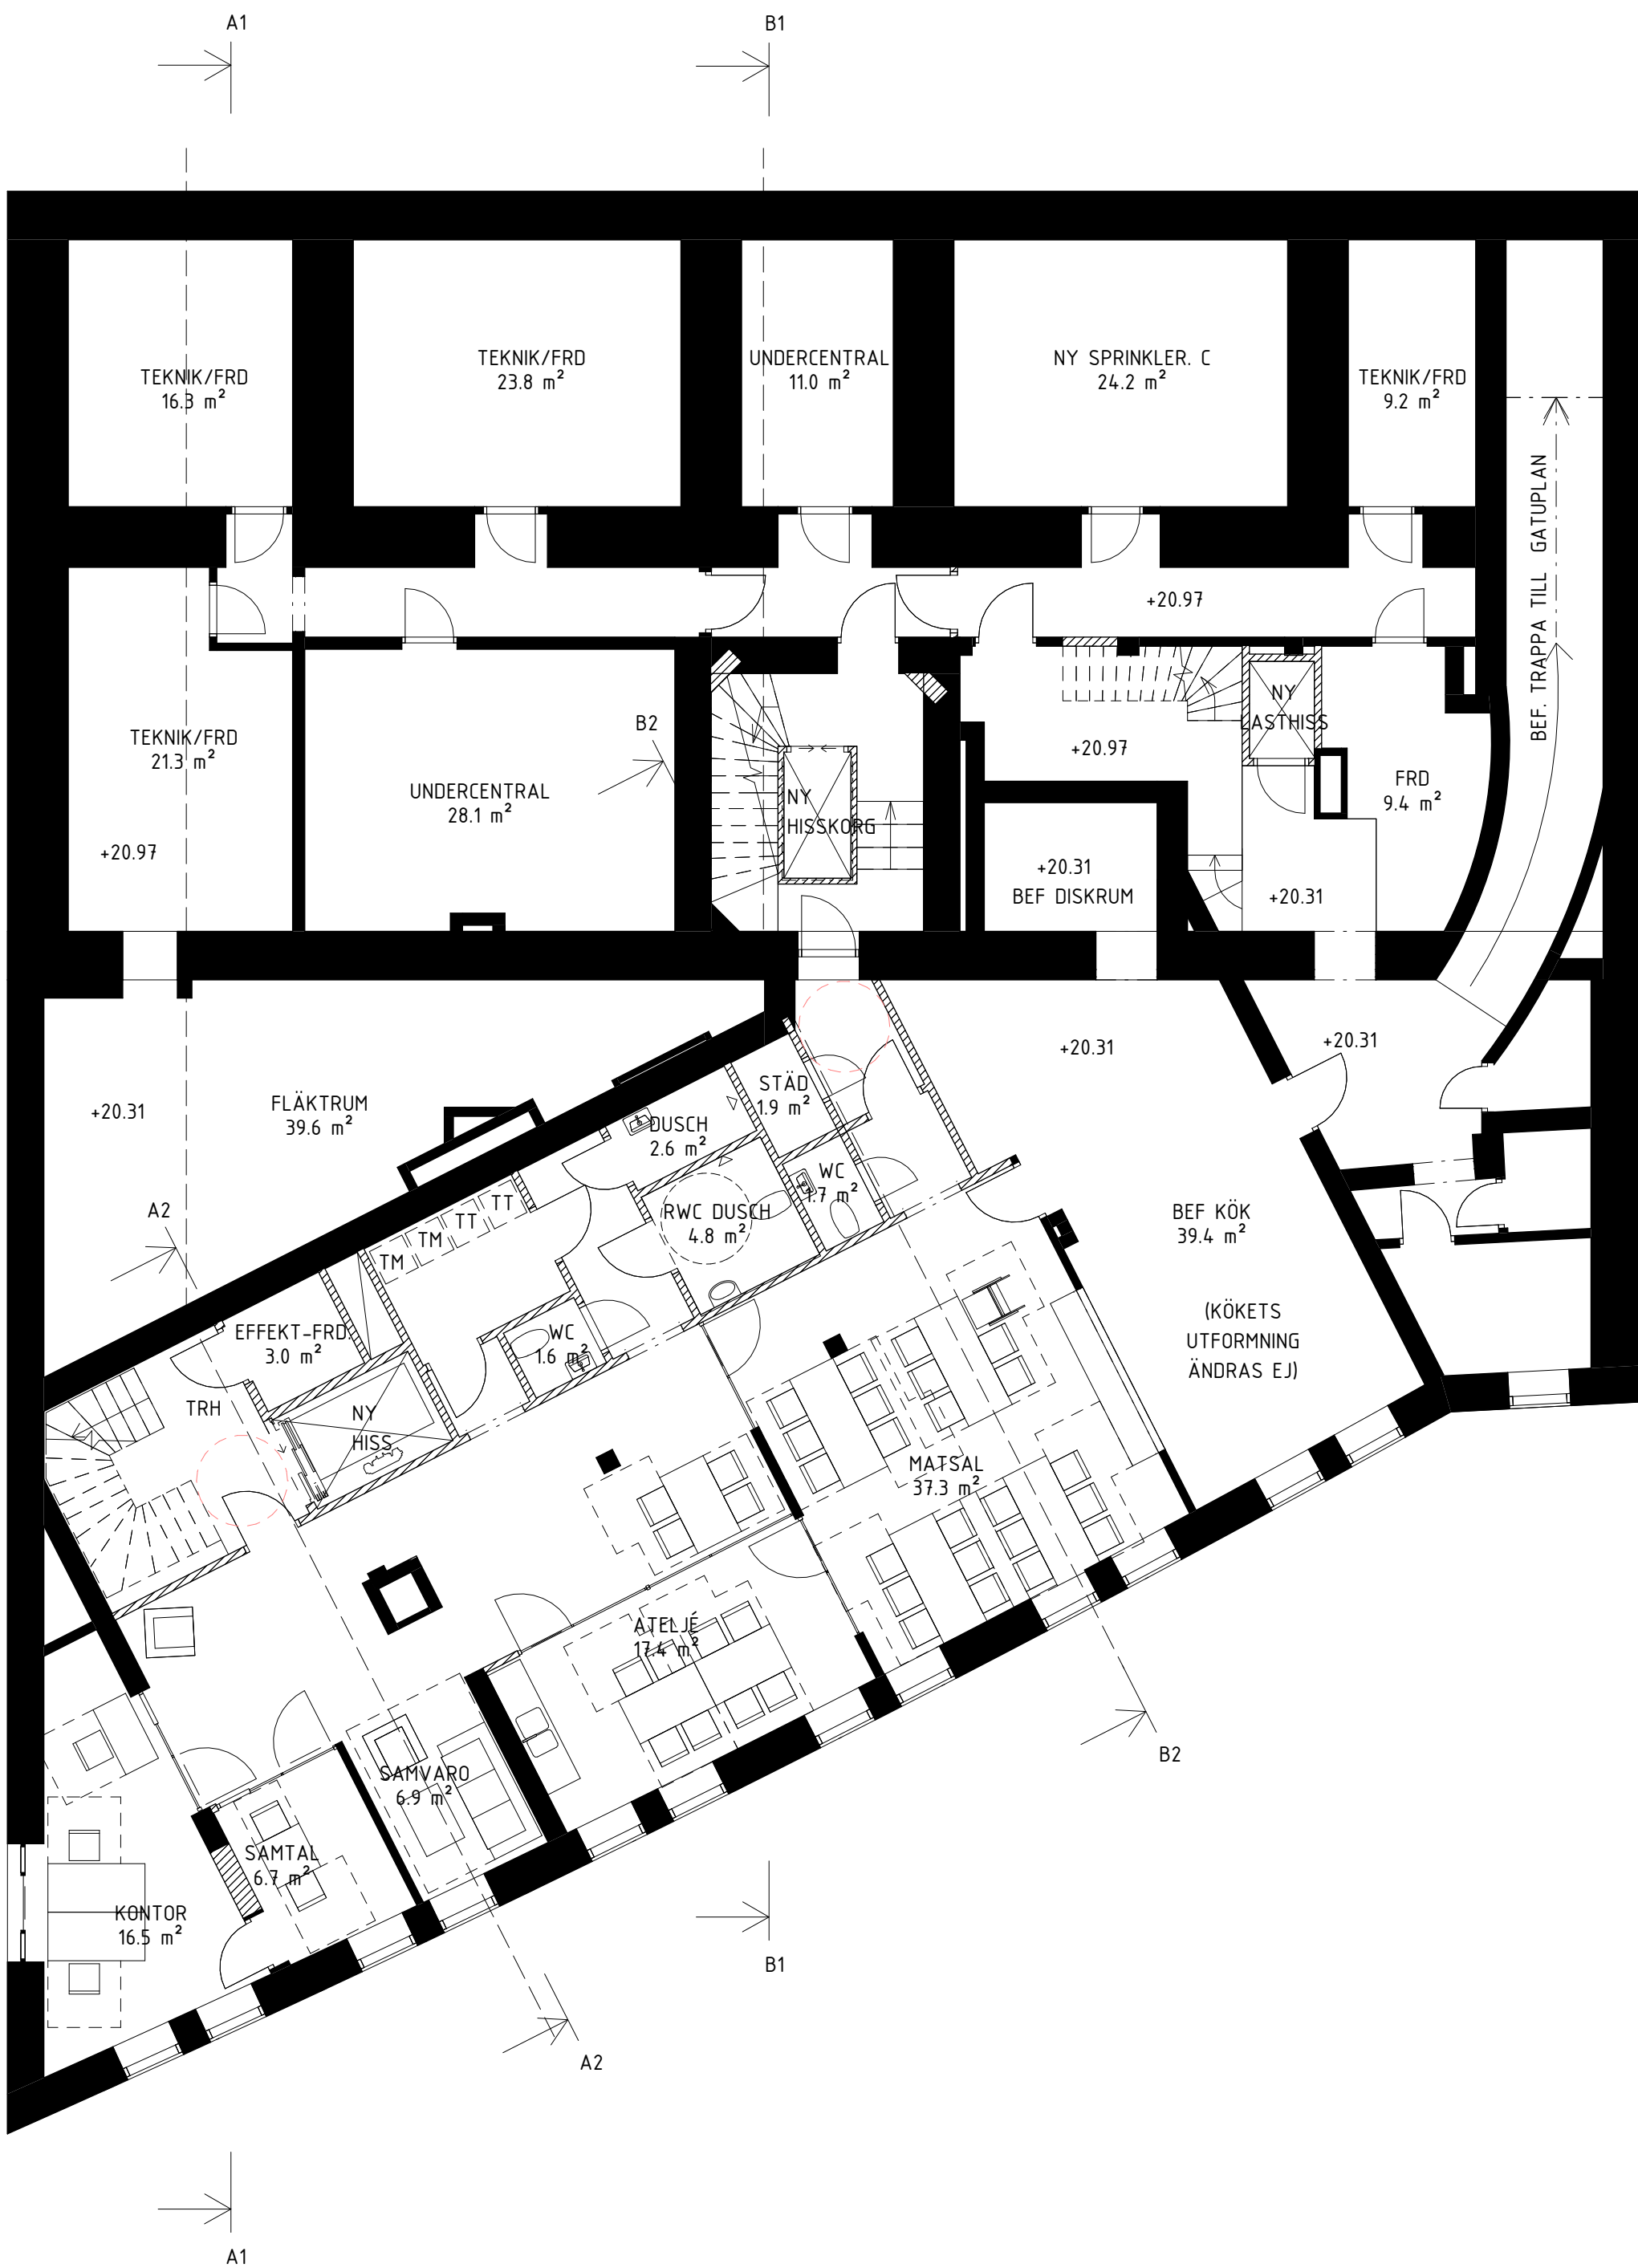 A1
B1
TEKNIK/FRD
16.3 m²
TEKNIK/FRD
23.8 m²
UNDERCENTRAL
11.0 m²
NY SPRINKLER. C
24.2 m²
TEKNIK/FRD
9.2 m²
BEF. TRAPPA TILL GATUPLAN
+20.97
TEKNIK/FRD
21.3 m²
+20.97
UNDERCENTRAL
28.1 m²
B2
NY
HISSKORG
+20.97
NY
LASTHISS
FRD
9.4 m²
+20.31
BEF DISKRUM
+20.31
+20.31
FLÄKTRUM
39.6 m²
+20.31
+20.31
STÄD
1.9 m²
DUSCH
2.6 m²
WC
1.7 m²
RWC DUSCH
4.8 m²
TT
TT
TM
TM
A2
BEF KÖK
39.4 m²
(KÖKETS
UTFORMNING
ÄNDRAS EJ)
EFFEKT-FRD
3.0 m²
WC
1.6 m²
TRH
NY
HISS
MATSAL
37.3 m²
ATELJÉ
17.4 m²
SAMVARO
6.9 m²
SAMTAL
6.7 m²
KONTOR
16.5 m²
B2
B1
A2
A1